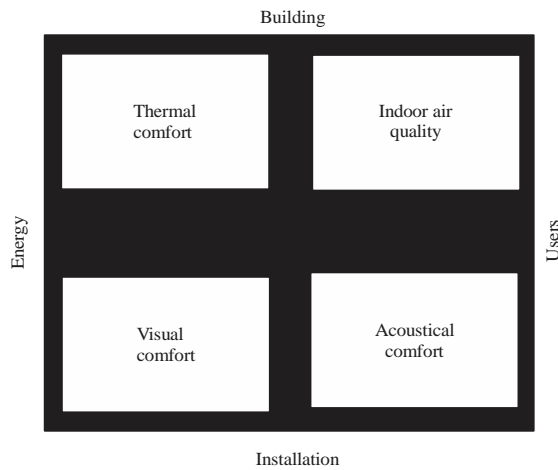 Building
Thermal
comfort
Indoor air
quality
Energy
Users
Visual
comfort
Acoustical
comfort
Installation